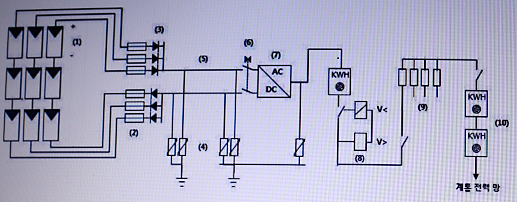 (1)
+
-
(3)
(2)
(5)
(6)
(7)
AC
DC
(4)
KWH
V<
V>
(8)
KWH
(9)
KWH
(10)
KWH
계통 전력 망